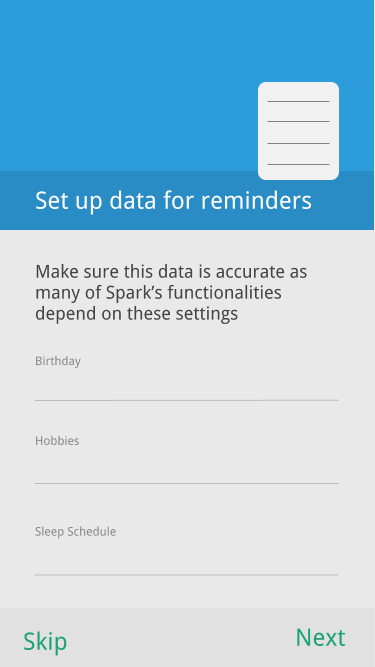 Set up data for reminders
Make sure this data is accurate as
many of Spark’s functionalities
depend on these settings
Birthday
Hobbies
Sleep Schedule
Skip
Next